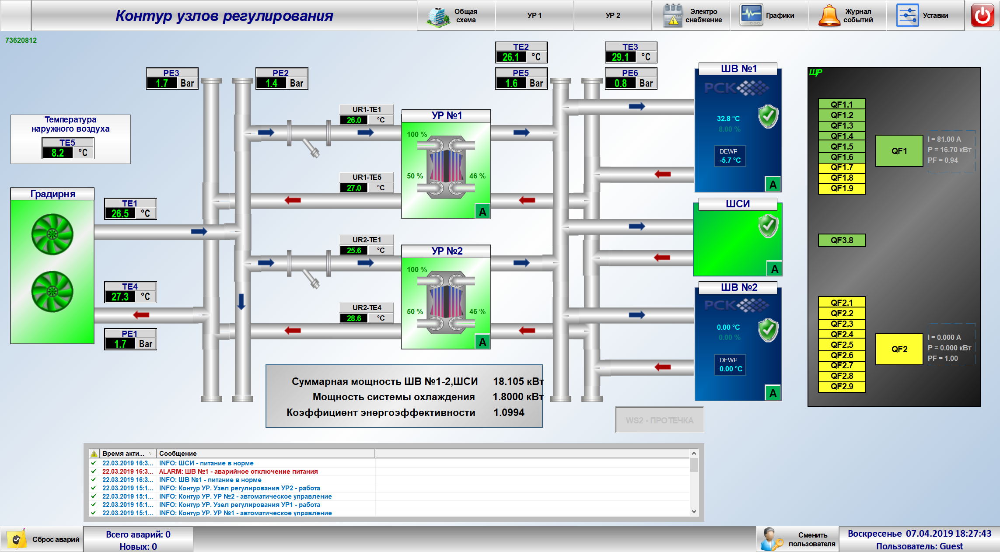 Контур узлов регулирования
Общая
схема
УР 1
УР 2
Электро
снабжение
Графики
Журнал
событий
Уставки
73620812
PE3
1.7 Bar
PE2
1.4 Bar
TE2
26.1 °C
PE5
1.6 Bar
TE3
29.1 °C
PE6
0.8 Bar
Температура
наружного воздуха
TE5
8.2 °C
UR1-TE1
26.0 °C
УР №1
100 %
50 %
46 %
A
UR1-TE5
27.0 °C
Градирня
TE1
26.5 °C
TE4
27.3 °C
PE1
1.7 Bar
UR2-TE1
25.6 °C
УР №2
100 %
50 %
46 %
A
UR2-TE4
28.6 °C
ШВ №1
РСК
32.8 °C
8.00 %
DEWP
-5.7 °C
A
ШСИ
A
ШВ №2
РСК
0.00 °C
0.00 %
DEWP
0.00 °C
A
ЩР
QF1.1
QF1.2
QF1.3
QF1.4
QF1.5
QF1.6
QF1.7
QF1.8
QF1.9
QF1
I = 81.00 A
P = 16.70 кВт
PF = 0.94
QF3.8
QF2.1
QF2.2
QF2.3
QF2.4
QF2.5
QF2.6
QF2.7
QF2.8
QF2.9
QF2
I = 0.000 A
P = 0.000 кВт
PF = 1.00
Суммарная мощность ШВ №1-2,ШСИ 18.105 кВт
Мощность системы охлаждения 1.8000 кВт
Коэффициент энергоэффективности 1.0994
WS2 - ПРОТЕЧКА
Время акти... Сообщение
22.03.2019 16:3... INFO: ШСИ - питание в норме
22.03.2019 16:3... ALARM: ШВ №1 - аварийное отключение питания
22.03.2019 16:3... INFO: ШВ №1 - питание в норме
22.03.2019 15:1... INFO: Контур УР. Узел регулирования УР2 - работа
22.03.2019 15:1... INFO: Контур УР. УР №2 - автоматическое управление
22.03.2019 15:1... INFO: Контур УР. Узел регулирования УР1 - работа
22.03.2019 15:1... INFO: Контур УР. УР №1 - автоматическое управление
Сброс аварий
Всего аварий: 0
Новых: 0
Сменить
пользователя
Воскресенье 07.04.2019 18:27:43
Пользователь: Guest